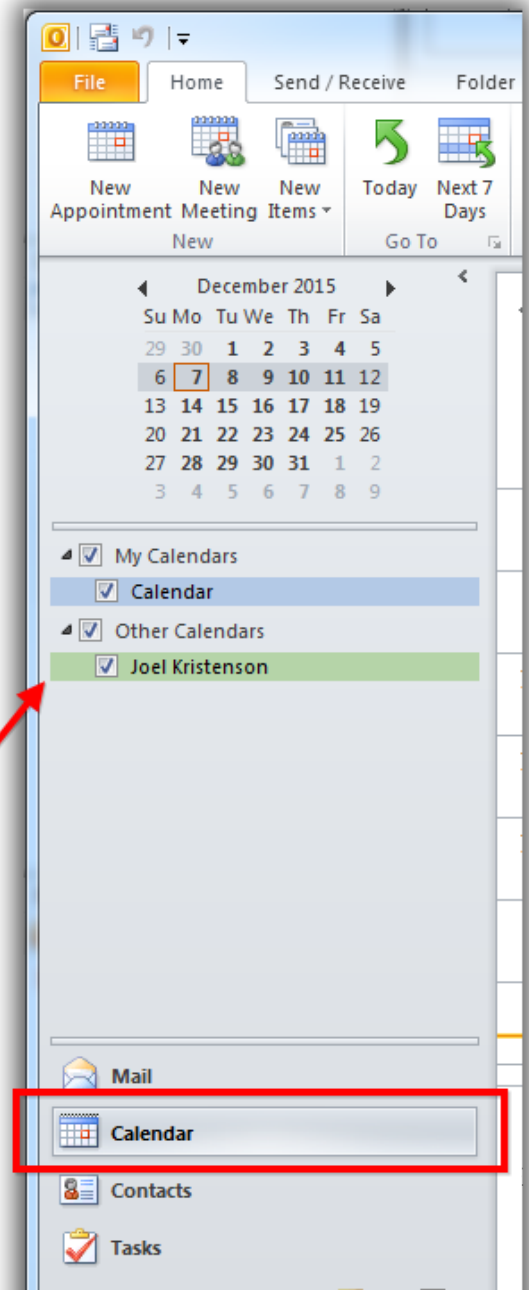 File Home Send / Receive Folder
New Appointment New Meeting New Items Today Next 7 Days
New Go To
December 2015
Su Mo Tu We Th Fr Sa
29 30 1 2 3 4 5
6 7 8 9 10 11 12
13 14 15 16 17 18 19
20 21 22 23 24 25 26
27 28 29 30 31 1 2
3 4 5 6 7 8 9
My Calendars
Calendar
Other Calendars
Joel Kristenson
Mail
Calendar
Contacts
Tasks